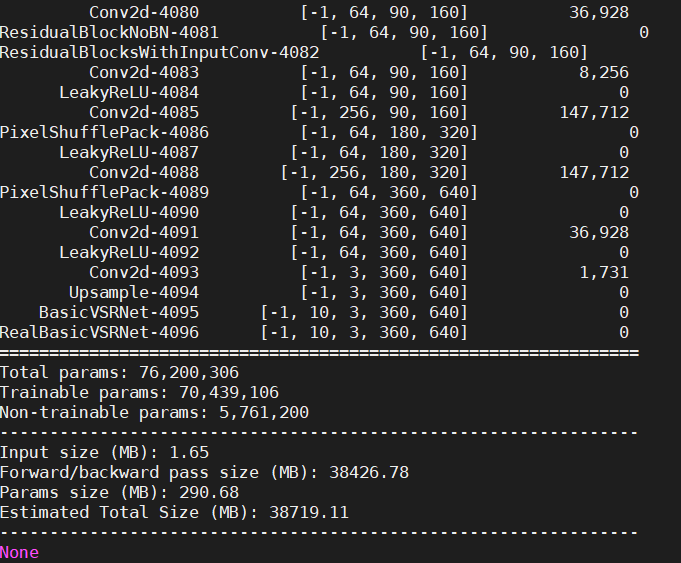 Conv2d-4080 [-1, 64, 90, 160] 36,928
ResidualBlockNoBN-4081 [-1, 64, 90, 160] 0
ResidualBlocksWithInputConv-4082 [-1, 64, 90, 160]
Conv2d-4083 [-1, 64, 90, 160] 8,256
LeakyReLU-4084 [-1, 64, 90, 160] 0
Conv2d-4085 [-1, 256, 90, 160] 147,712
PixelShufflePack-4086 [-1, 64, 180, 320] 0
LeakyReLU-4087 [-1, 64, 180, 320] 0
Conv2d-4088 [-1, 256, 180, 320] 147,712
PixelShufflePack-4089 [-1, 64, 360, 640] 0
LeakyReLU-4090 [-1, 64, 360, 640] 0
Conv2d-4091 [-1, 64, 360, 640] 36,928
LeakyReLU-4092 [-1, 64, 360, 640] 0
Conv2d-4093 [-1, 3, 360, 640] 1,731
Upsample-4094 [-1, 3, 360, 640] 0
BasicVSRNet-4095 [-1, 10, 3, 360, 640] 0
RealBasicVSRNet-4096 [-1, 10, 3, 360, 640] 0
================================================================
Total params: 76,200,306
Trainable params: 70,439,106
Non-trainable params: 5,761,200
----------------------------------------------------------------
Input size (MB): 1.65
Forward/backward pass size (MB): 38426.78
Params size (MB): 290.68
Estimated Total Size (MB): 38719.11
----------------------------------------------------------------
None